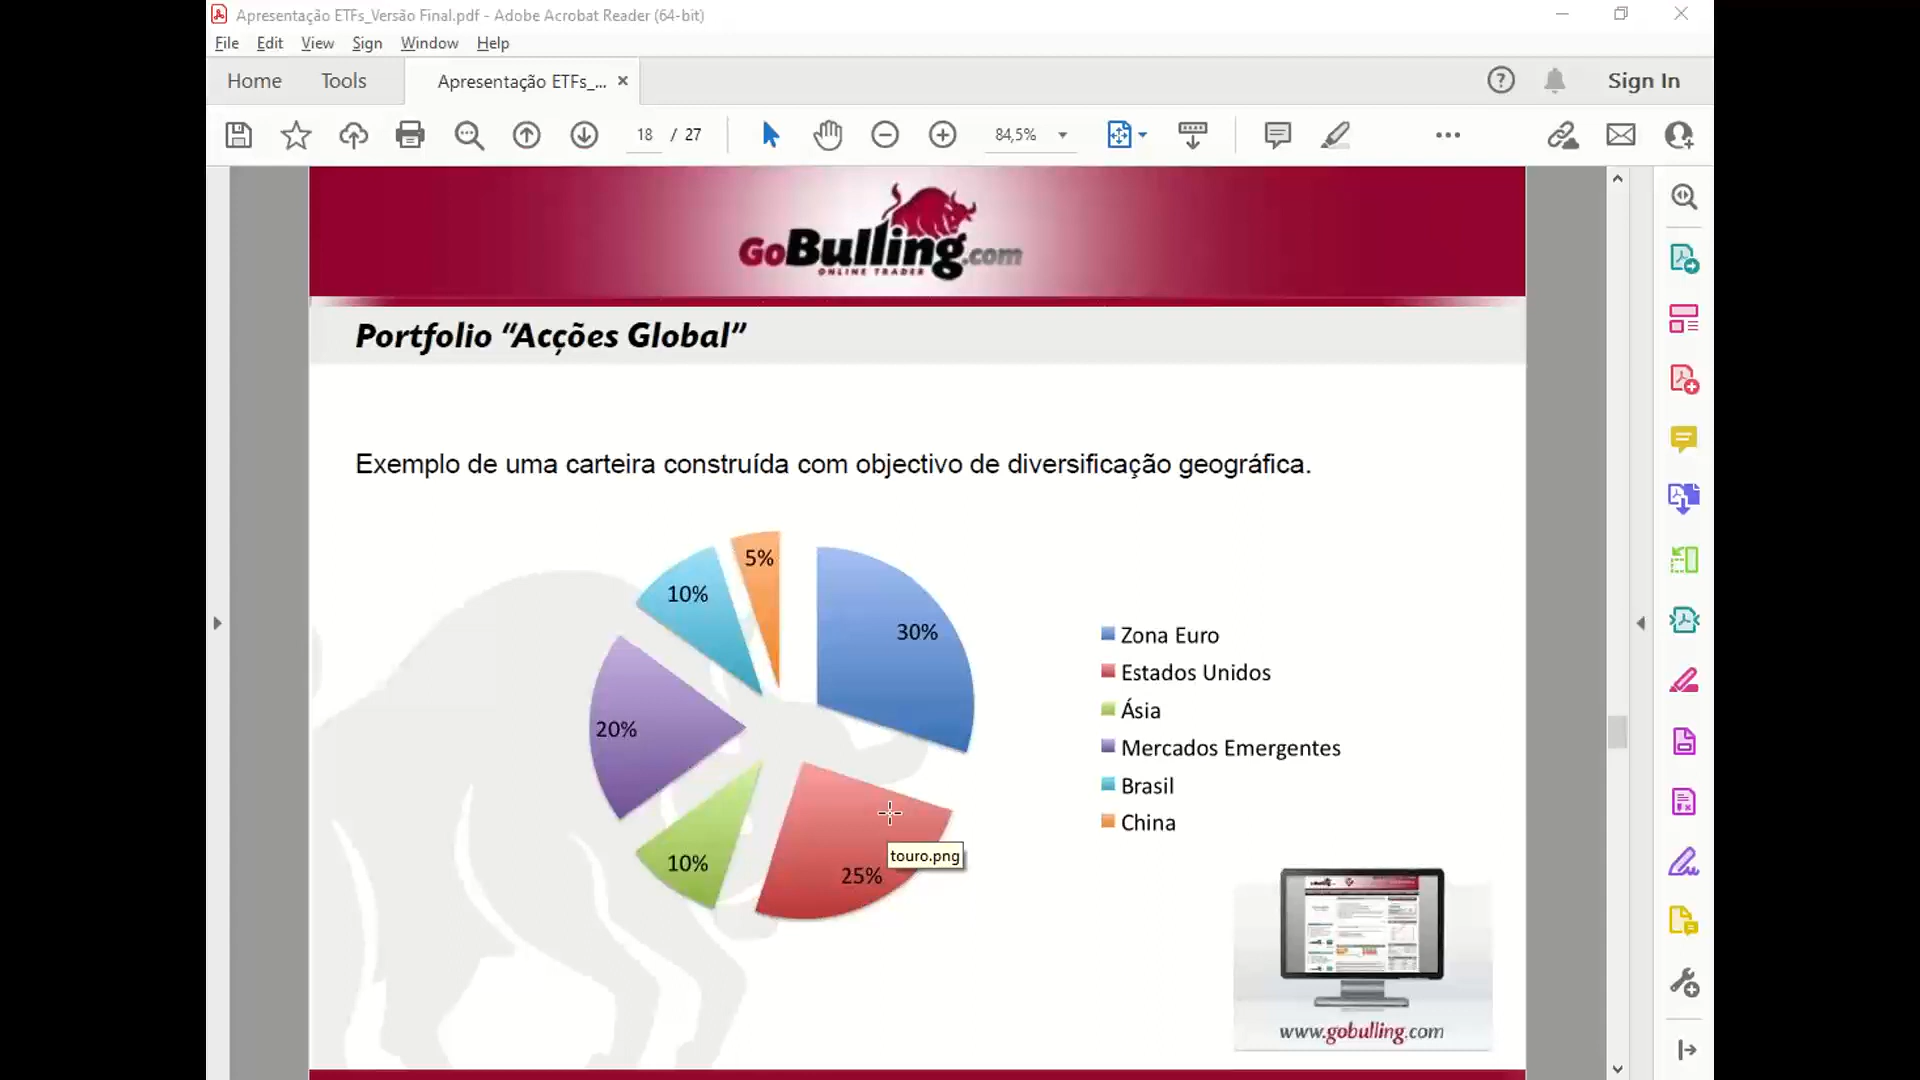 Apresentação ETFs_Versão Final.pdf - Adobe Acrobat Reader (64-bit)
File Edit View Sign Window Help
Home Tools Apresentação ETFs_... × Sign In
18 / 27 84,5%
GoBulling.com
ONLINE TRADER
Portfolio “Acções Global”
Exemplo de uma carteira construída com objectivo de diversificação geográfica.
5%
10%
30%
20%
10%
25%
touro.png
Zona Euro
Estados Unidos
Ásia
Mercados Emergentes
Brasil
China
www.gobulling.com